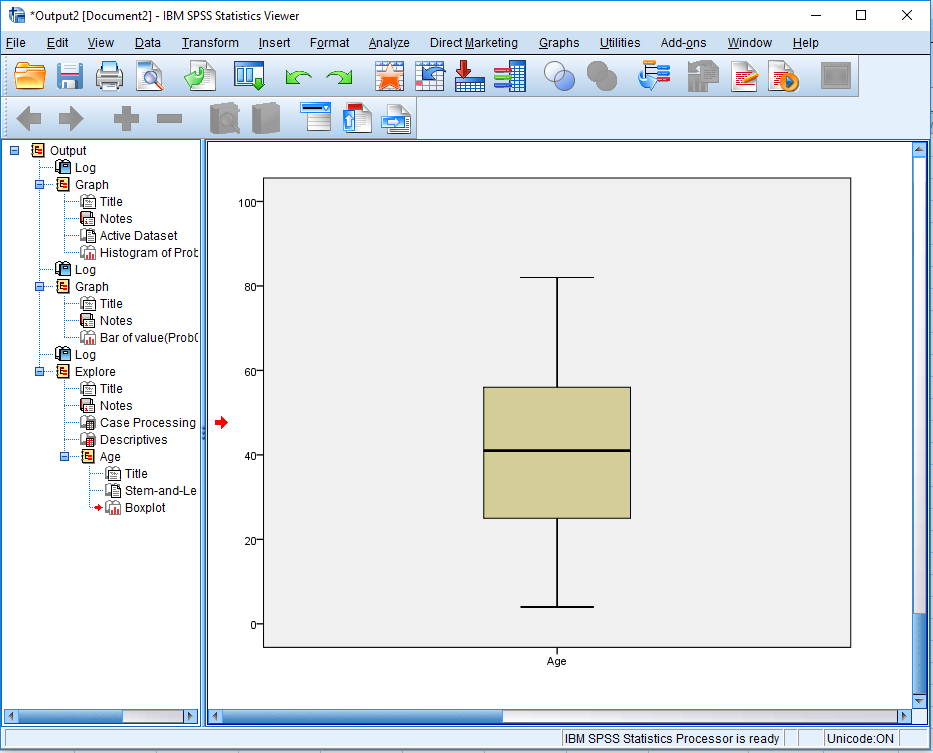 *Output2 [Document2] - IBM SPSS Statistics Viewer
File Edit View Data Transform Insert Format Analyze Direct Marketing Graphs Utilities Add-ons Window Help
Output
Log
Graph
Title
Notes
Active Dataset
Histogram of Prob
Log
Graph
Title
Notes
Bar of value(Prob
Log
Explore
Title
Notes
Case Processing
Descriptives
Age
Title
Stem-and-Le
Boxplot
100
80
60
40
20
0
Age
IBM SPSS Statistics Processor is ready
Unicode:ON